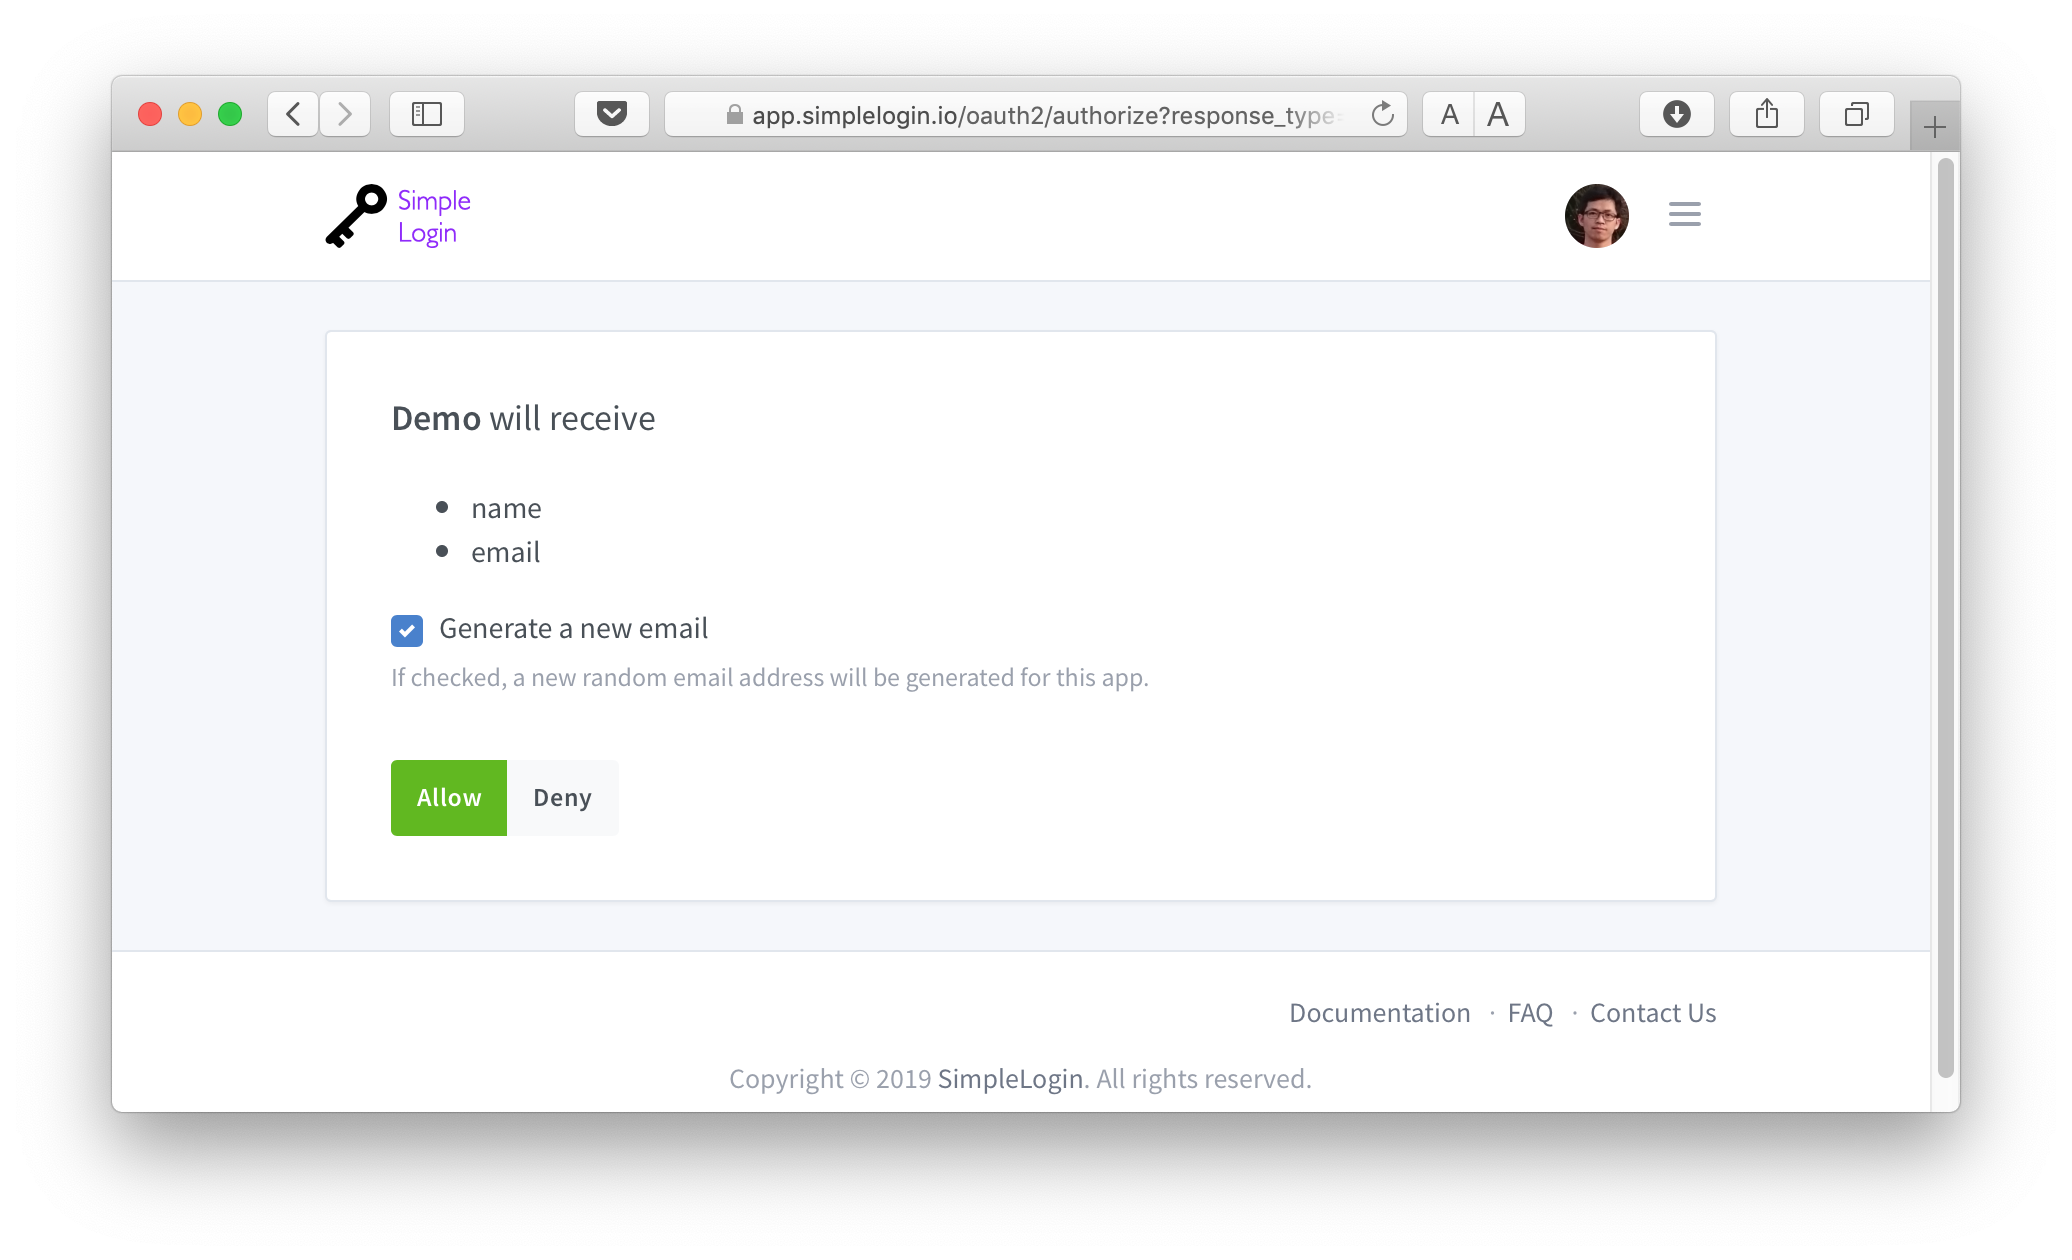 app.simplelogin.io/oauth2/authorize?response_type
A A
Simple
Login
Demo will receive
name
email
Generate a new email
If checked, a new random email address will be generated for this app.
Allow Deny
Documentation · FAQ · Contact Us
Copyright © 2019 SimpleLogin. All rights reserved.